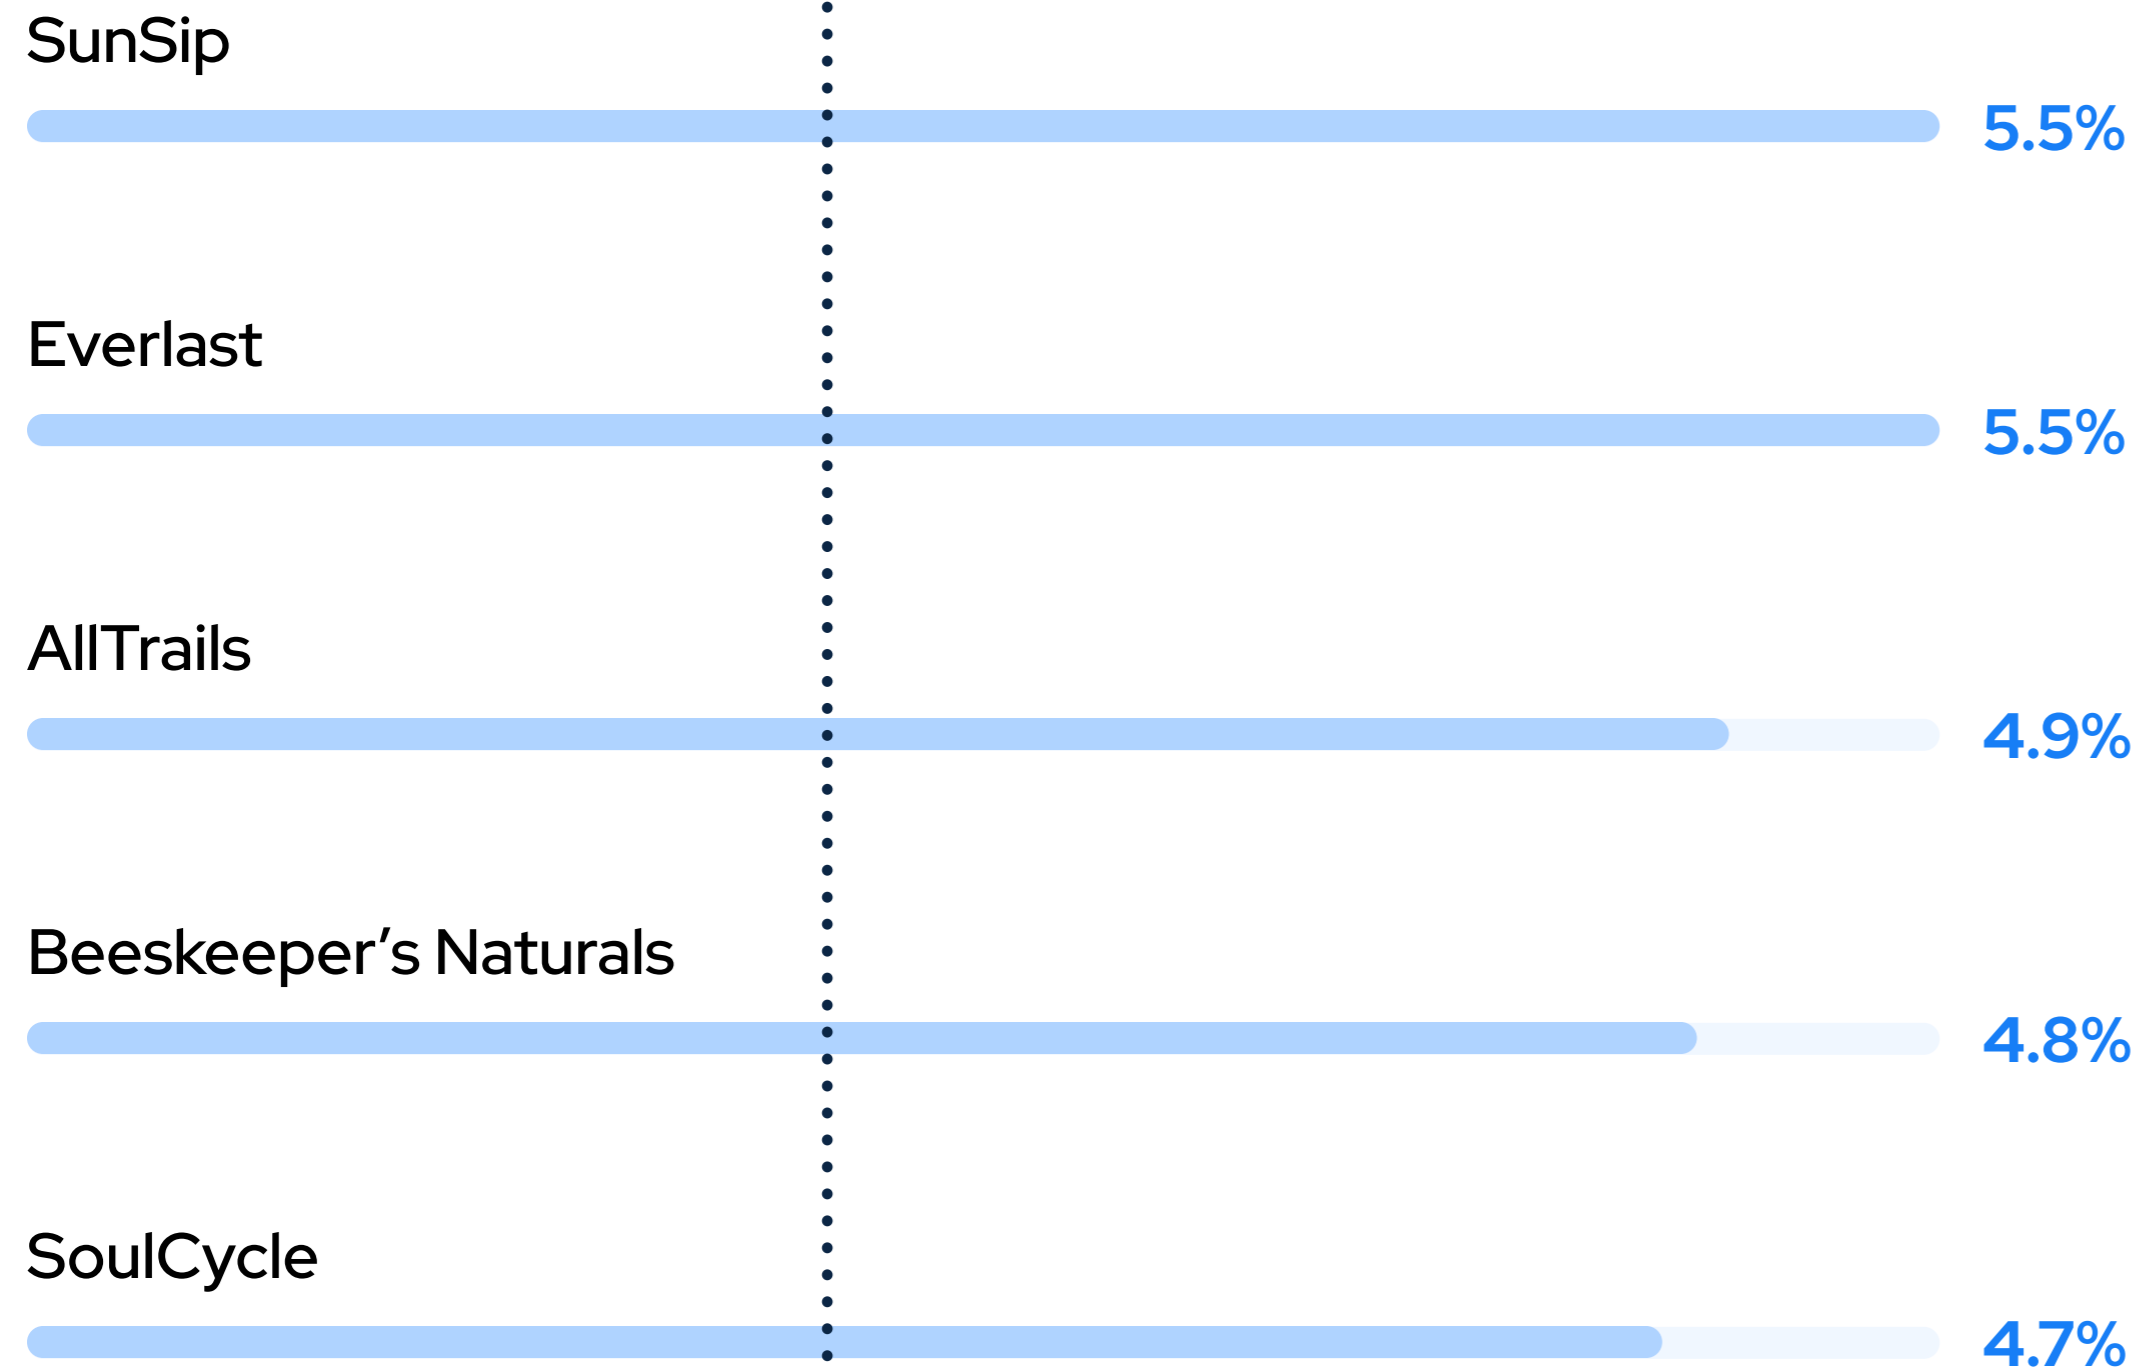 SunSip
5.5%
Everlast
5.5%
AllTrails
4.9%
Beeskeeper’s Naturals
4.8%
SoulCycle
4.7%